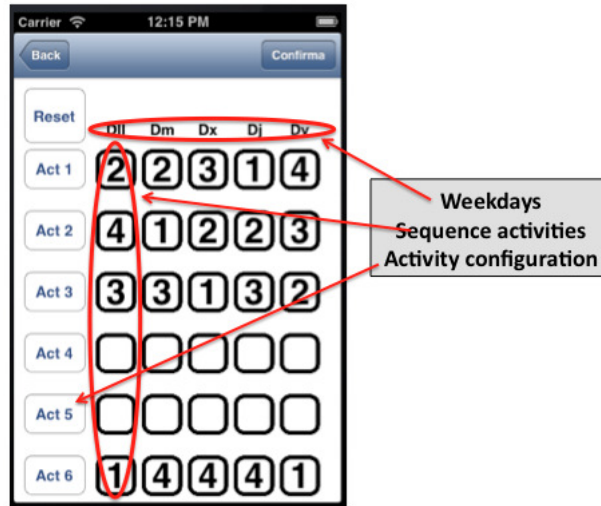 Carrier 12:15 PM
Back Confirma
Reset
Dll Dm Dx Dj Dv
Act 1 2 2 3 1 4
Act 2 4 1 2 2 3
Act 3 3 3 1 3 2
Act 4
Act 5
Act 6 1 4 4 4 1
Weekdays
Sequence activities
Activity configuration